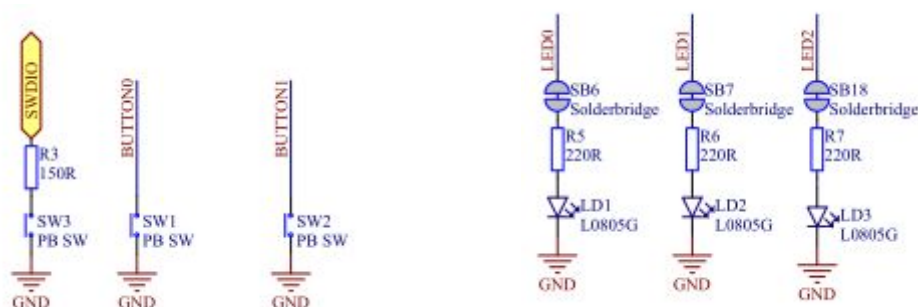 SWDIO
R3
150R
SW3
PB SW
GND
BUTTON0
SW1
PB SW
GND
BUTTON1
SW2
PB SW
GND
LED0
SB6
Solderbridge
R5
220R
LD1
L0805G
GND
LED1
SB7
Solderbridge
R6
220R
LD2
L0805G
GND
LED2
SB18
Solderbridge
R7
220R
LD3
L0805G
GND